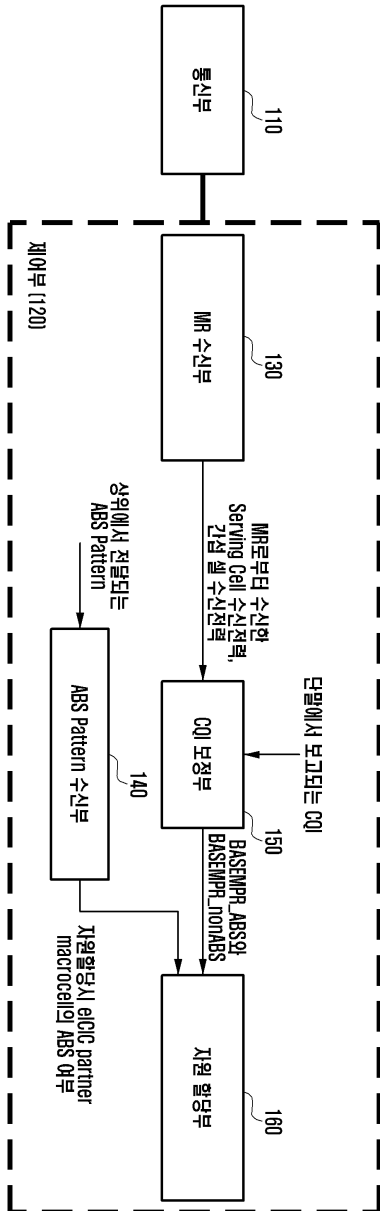 통신부
110
제어부 (120)
MR 수신부
130
MR로부터 수신한
Serving Cell 수신전력,
간섭 셀 수신전력
상위에서 전달되는
ABS Pattern
ABS Pattern 수신부
140
단말에서 보고되는 CQI
CQI 보정부
150
BASEMPR_ABS와
BASEMPR_nonABS
자원할당시 eICIC partner
macrocell의 ABS 여부
자원 할당부
160